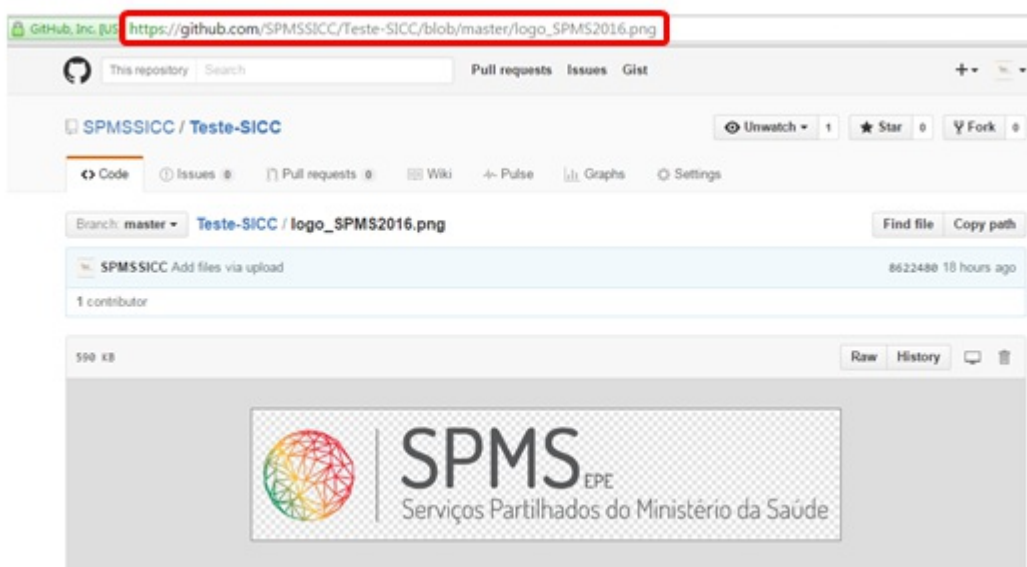 GitHub, Inc. [US] https://github.com/SPMSSICC/Teste-SICC/blob/master/logo_SPMS2016.png
This repository Search Pull requests Issues Gist
SPMSSICC / Teste-SICC Unwatch 1 Star 0 Fork 0
Code Issues 0 Pull requests 0 Wiki Pulse Graphs Settings
Branch: master Teste-SICC / logo_SPMS2016.png Find file Copy path
SPMSSICC Add files via upload 8622480 18 hours ago
1 contributor
590 KB Raw History
SPMS EPE
Serviços Partilhados do Ministério da Saúde